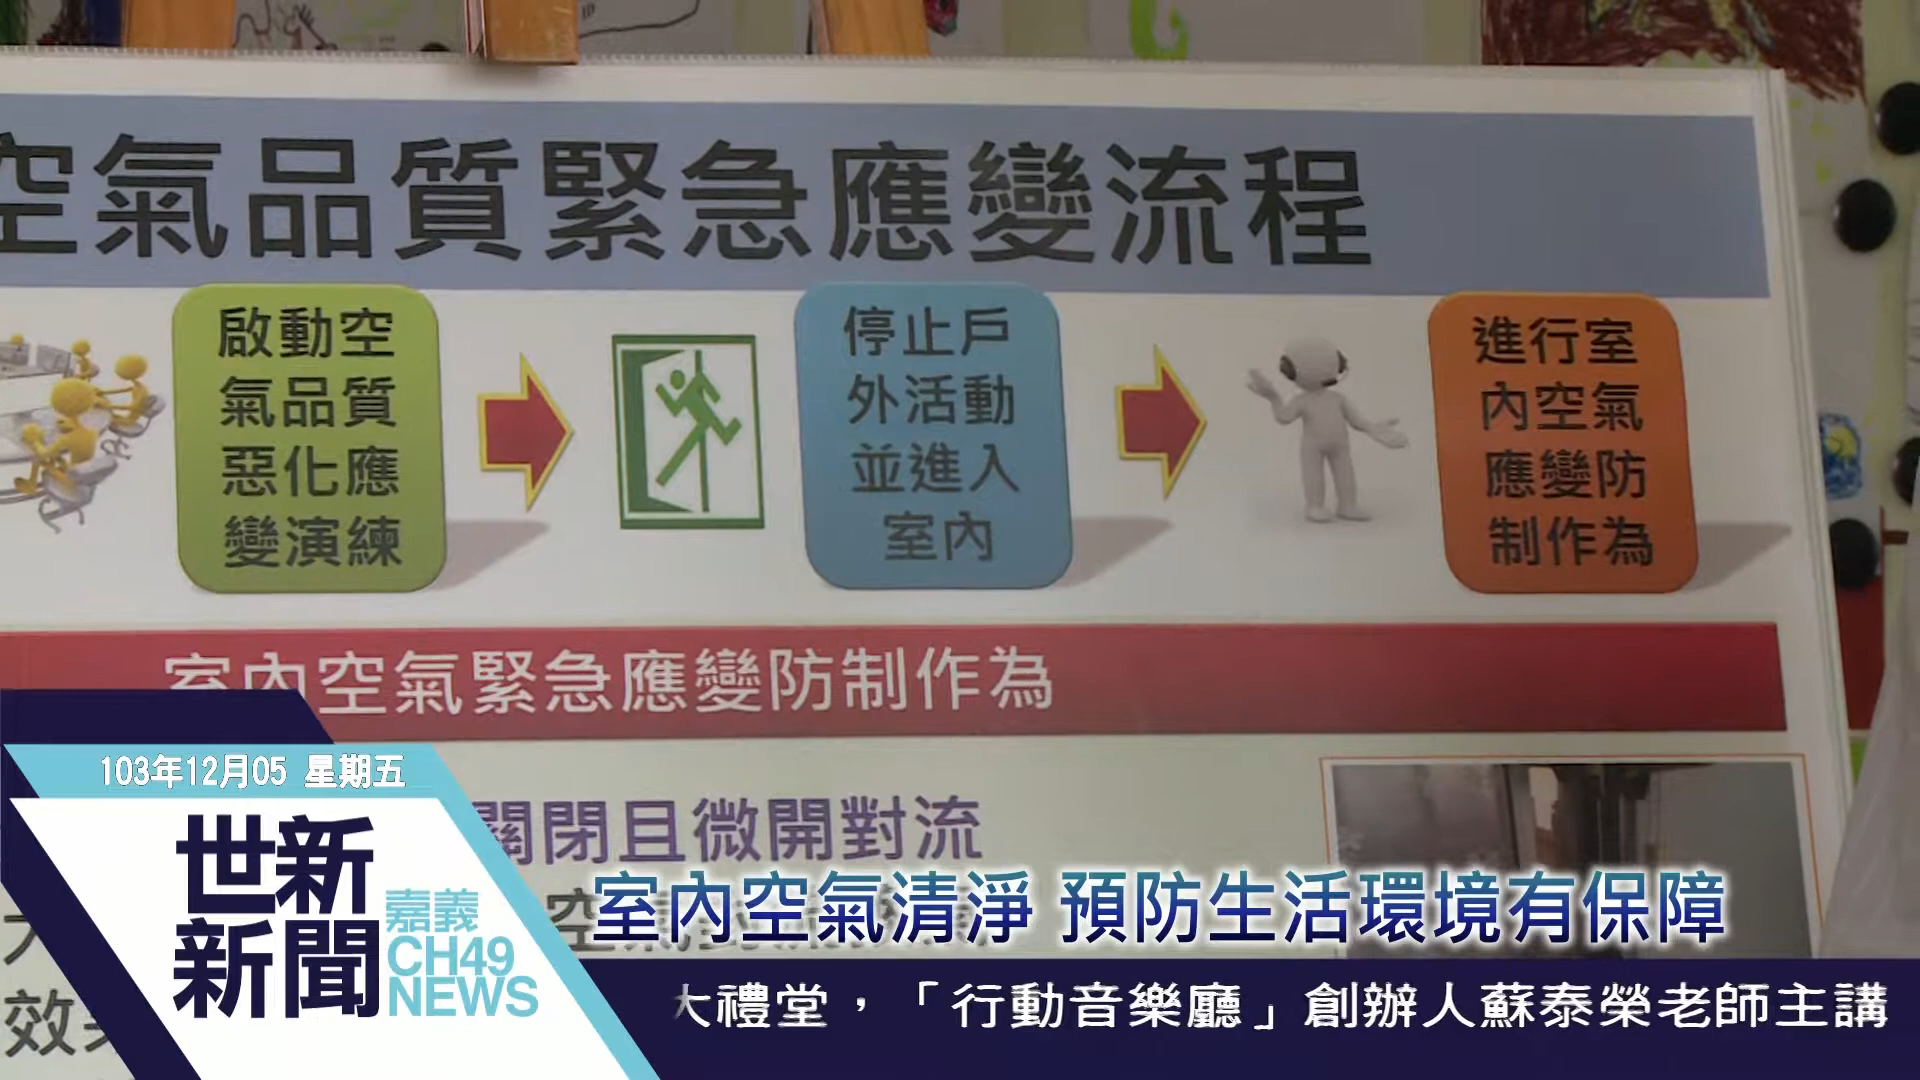 空氣品質緊急應變流程
啟動空
氣品質
惡化應
變演練
停止戶
外活動
並進入
室內
進行室
內空氣
應變防
制作為
室內空氣緊急應變防制作為
關閉且微開對流
103年12月05 星期五
世新
新聞
嘉義
CH49
NEWS
空氣
效果
室內空氣清淨 預防生活環境有保障
大禮堂，「行動音樂廳」創辦人蘇泰榮老師主講